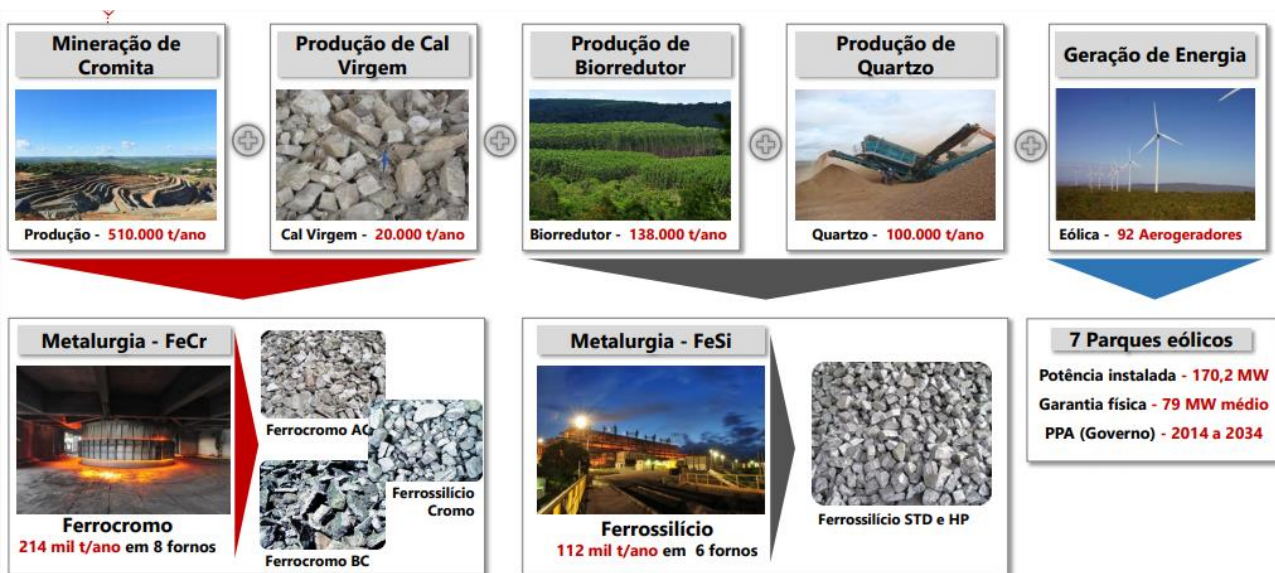 Mineração de
Cromita
Produção - 510.000 t/ano
Produção de Cal
Virgem
Cal Virgem - 20.000 t/ano
Produção de
Biorredutor
Biorredutor - 138.000 t/ano
Produção de
Quartzo
Quartzo - 100.000 t/ano
Geração de Energia
Eólica - 92 Aerogeradores
Metalurgia - FeCr
Ferrocromo
214 mil t/ano em 8 fornos
Ferrocromo AC
Ferrossilício
Cromo
Ferrocromo BC
Metalurgia - FeSi
Ferrossilício
112 mil t/ano em 6 fornos
Ferrossilício STD e HP
7 Parques eólicos
Potência instalada - 170,2 MW
Garantia física - 79 MW médio
PPA (Governo) - 2014 a 2034